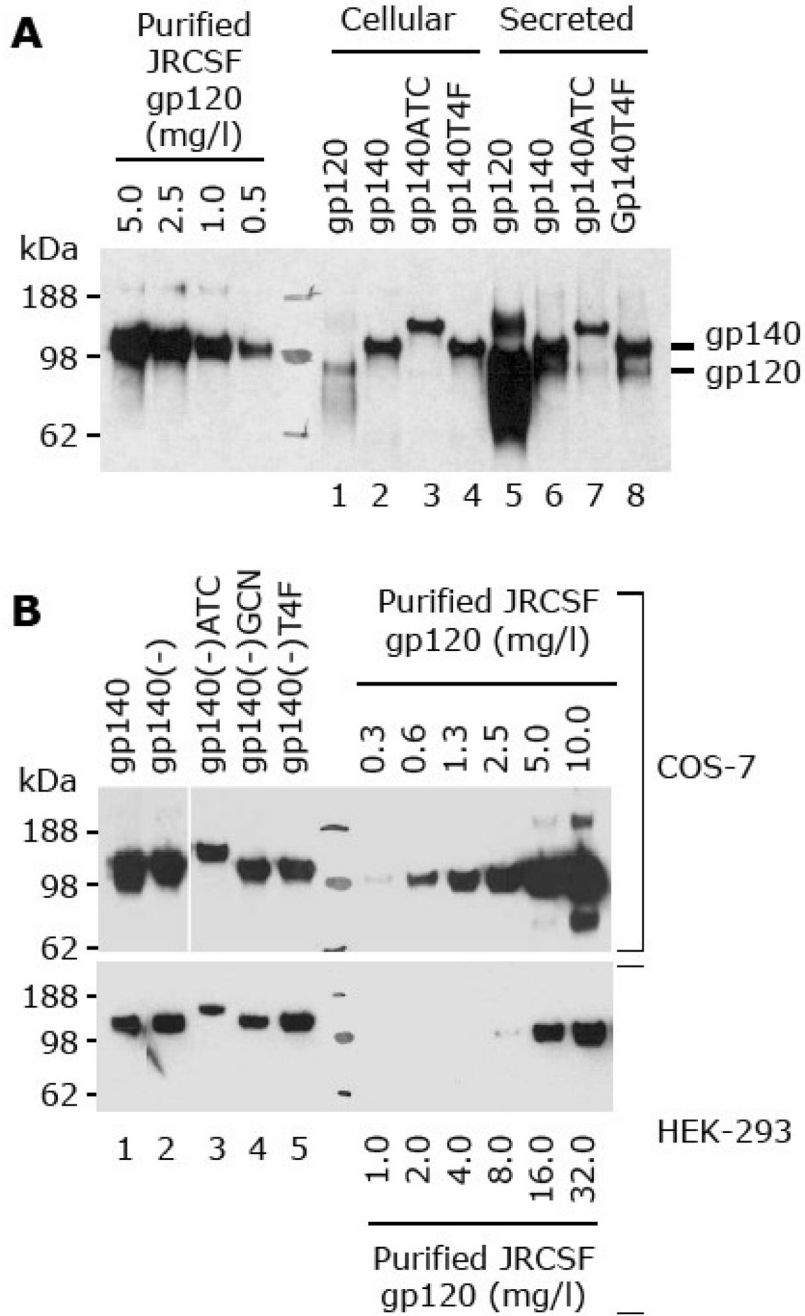 A
Purified
JRCSF
gp120
(mg/l)
Cellular
Secreted
5.0
2.5
1.0
0.5
gp120
gp140
gp140ATC
gp140T4F
gp120
gp140
gp140ATC
Gp140T4F
kDa
188
98
62
gp140
gp120
1 2 3 4 5 6 7 8
B
gp140
gp140(-)
gp140(-)ATC
gp140(-)GCN
gp140(-)T4F
Purified JRCSF
gp120 (mg/l)
0.3
0.6
1.3
2.5
5.0
10.0
COS-7
kDa
188
98
62
188
98
62
1 2 3 4 5
1.0
2.0
4.0
8.0
16.0
32.0
HEK-293
Purified JRCSF
gp120 (mg/l)